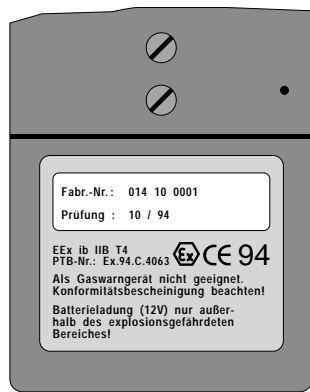 Fabr.-Nr.: 014 10 0001
Prüfung : 10 / 94
EEx ib IIB T4
PTB-Nr.: Ex.94.C.4063 Ex CE 94
Als Gaswarngerät nicht geeignet.
Konformitätsbescheinigung beachten!
Batterieladung (12V) nur außer-
halb des explosionsgefährdeten
Bereiches!